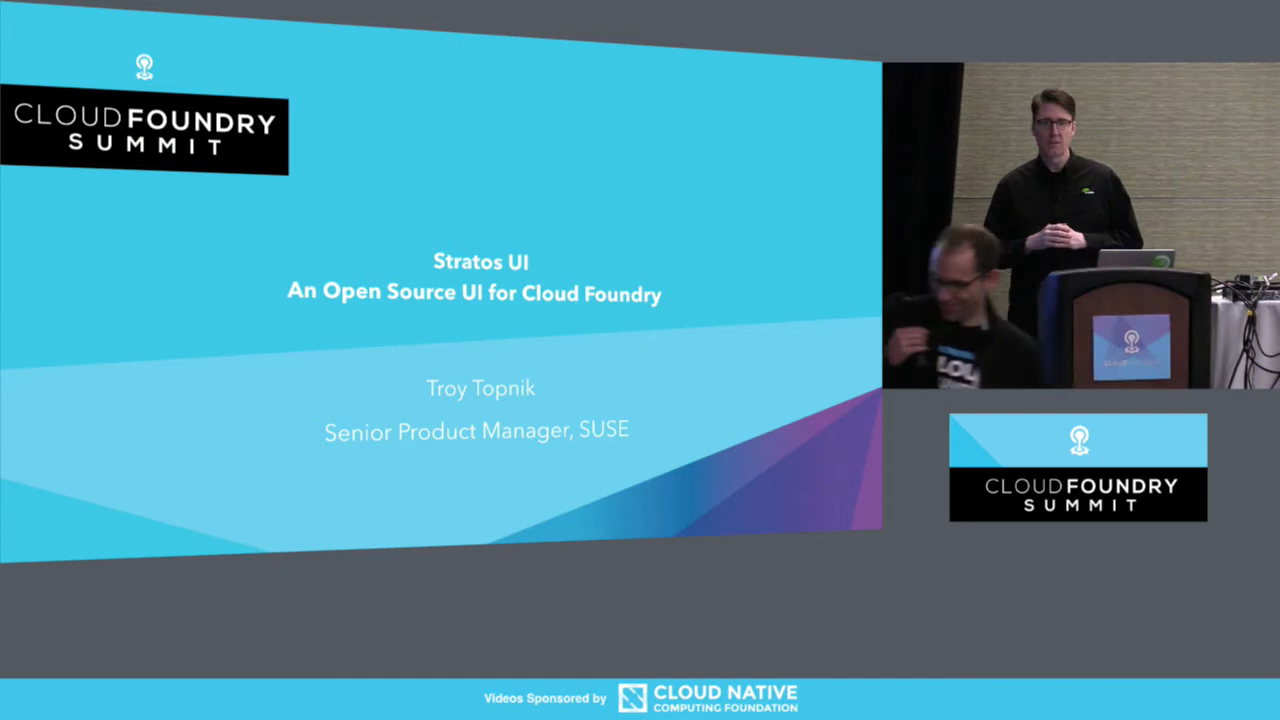 CLOUD FOUNDRY
SUMMIT
Stratos UI
An Open Source UI for Cloud Foundry
Troy Topnik
Senior Product Manager, SUSE
CLOUD FOUNDRY
SUMMIT
Videos Sponsored by
CLOUD NATIVE
COMPUTING FOUNDATION